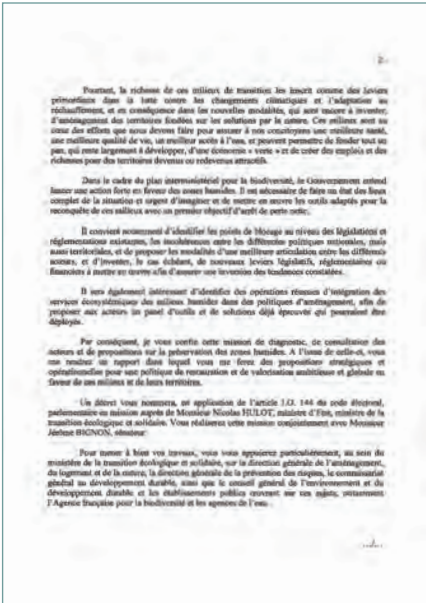 2.
Pourtant, la richesse de ces milieux de transition les inscrit comme des leviers
primordiaux dans la lutte contre les changements climatiques et l'adaptation au
réchauffement, et en conséquence dans les nouvelles modalités, qui sont encore à inventer,
d'aménagement des territoires fondées sur les solutions par la nature. Ces milieux sont au
cœur des efforts que nous devons faire pour assurer à nos concitoyens une meilleure santé,
une meilleure qualité de vie, un meilleur accès à l'eau, et peuvent permettre de fonder tout un
pan, qui reste largement à développer, d'une économie « verte » et de créer des emplois et des
richesses pour des territoires devenus ou redevenus attractifs.
Dans le cadre du plan interministériel pour la biodiversité, le Gouvernement entend
lancer une action forte en faveur des zones humides. Il est nécessaire de faire un état des lieux
complet de la situation et urgent d'imaginer et de mettre en œuvre les outils adaptés pour la
reconquête de ces milieux avec un premier objectif d'arrêt de perte nette.
Il convient notamment d'identifier les points de blocage au niveau des législations et
réglementations existantes, les incohérences entre les différentes politiques nationales, mais
aussi territoriales, et de proposer les modalités d'une meilleure articulation entre les différents
acteurs, et d'inventer, le cas échéant, de nouveaux leviers législatifs, réglementaires ou
financiers à mettre en œuvre afin d'assurer une inversion des tendances constatées.
Il sera également intéressant d'identifier des opérations réussies d'intégration des
services écosystémiques des milieux humides dans des politiques d'aménagement, afin de
proposer aux acteurs un panel d'outils et de solutions déjà éprouvés qui pourraient être
déployés.
Par conséquent, je vous confie cette mission de diagnostic, de consultation des
acteurs et de propositions sur la préservation des zones humides. A l'issue de celle-ci, vous
me rendrez un rapport dans lequel vous me ferez des propositions stratégiques et
opérationnelles pour une politique de restauration et de valorisation ambitieuse et globale en
faveur de ces milieux et de leurs territoires.
Un décret vous nommera, en application de l'article LO. 144 du code électoral,
parlementaire en mission auprès de Monsieur Nicolas HULOT, ministre d'Etat, ministre de la
transition écologique et solidaire. Vous réaliserez cette mission conjointement avec Monsieur
Jérôme BIGNON, sénateur.
Pour mener à bien vos travaux, vous vous appuierez particulièrement, au sein du
ministère de la transition écologique et solidaire, sur la direction générale de l'aménagement,
du logement et de la nature, la direction générale de la prévention des risques, le commissariat
général au développement durable, ainsi que le conseil général de l'environnement et du
développement durable et les établissements publics œuvrant sur ces sujets, notamment
l'Agence française pour la biodiversité et les agences de l'eau.
…/…